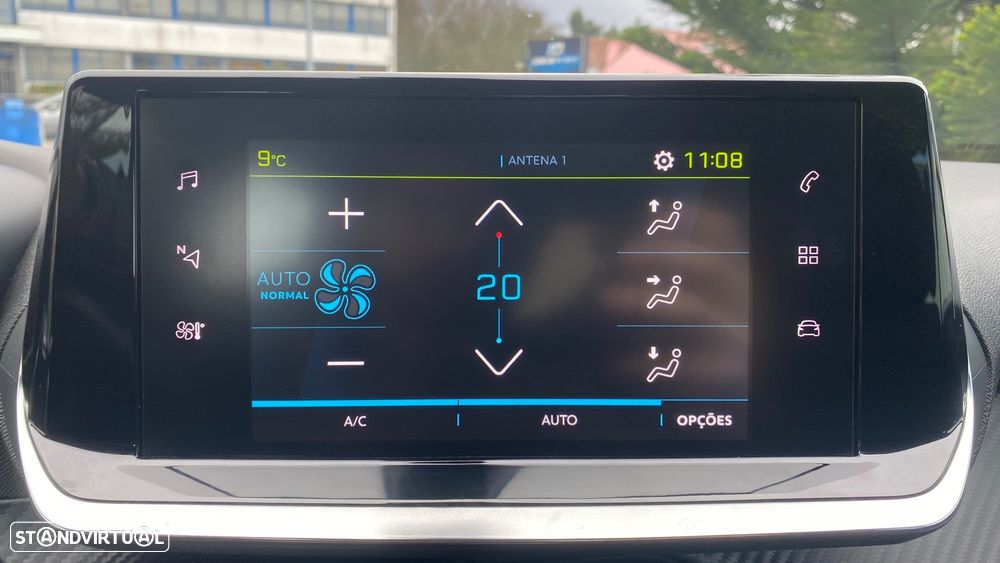 9°C
ANTENA 1
11:08
N
AUTO
NORMAL
20
A/C
AUTO
OPÇÕES
STANDVIRTUAL